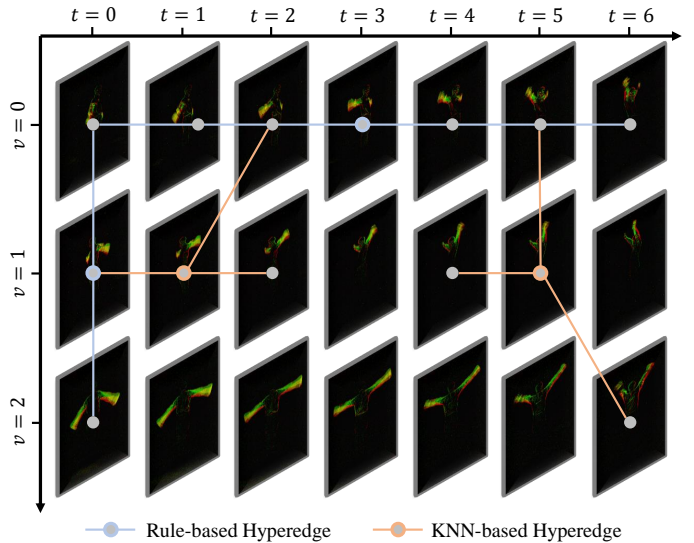 t = 0 t = 1 t = 2 t = 3 t = 4 t = 5 t = 6
v = 0
v = 1
v = 2
Rule-based Hyperedge KNN-based Hyperedge